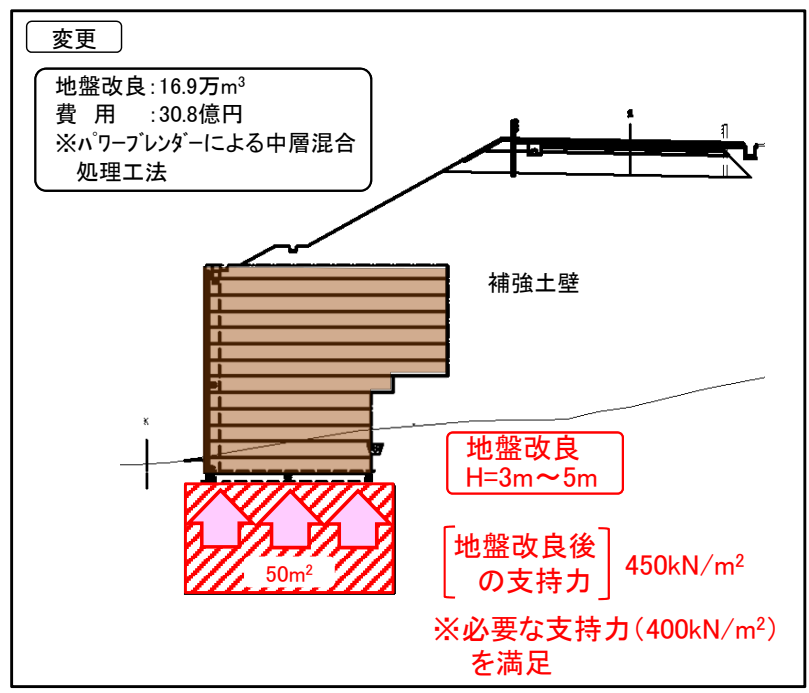 変更
地盤改良:16.9万m³
費 用 :30.8億円
※ﾊﾟﾜｰﾌﾞﾚﾝﾀﾞｰによる中層混合
処理工法
補強土壁
K
地盤改良
H=3m~5m
50m²
地盤改良後
の支持力
450kN/m²
※必要な支持力(400kN/m²)
を満足